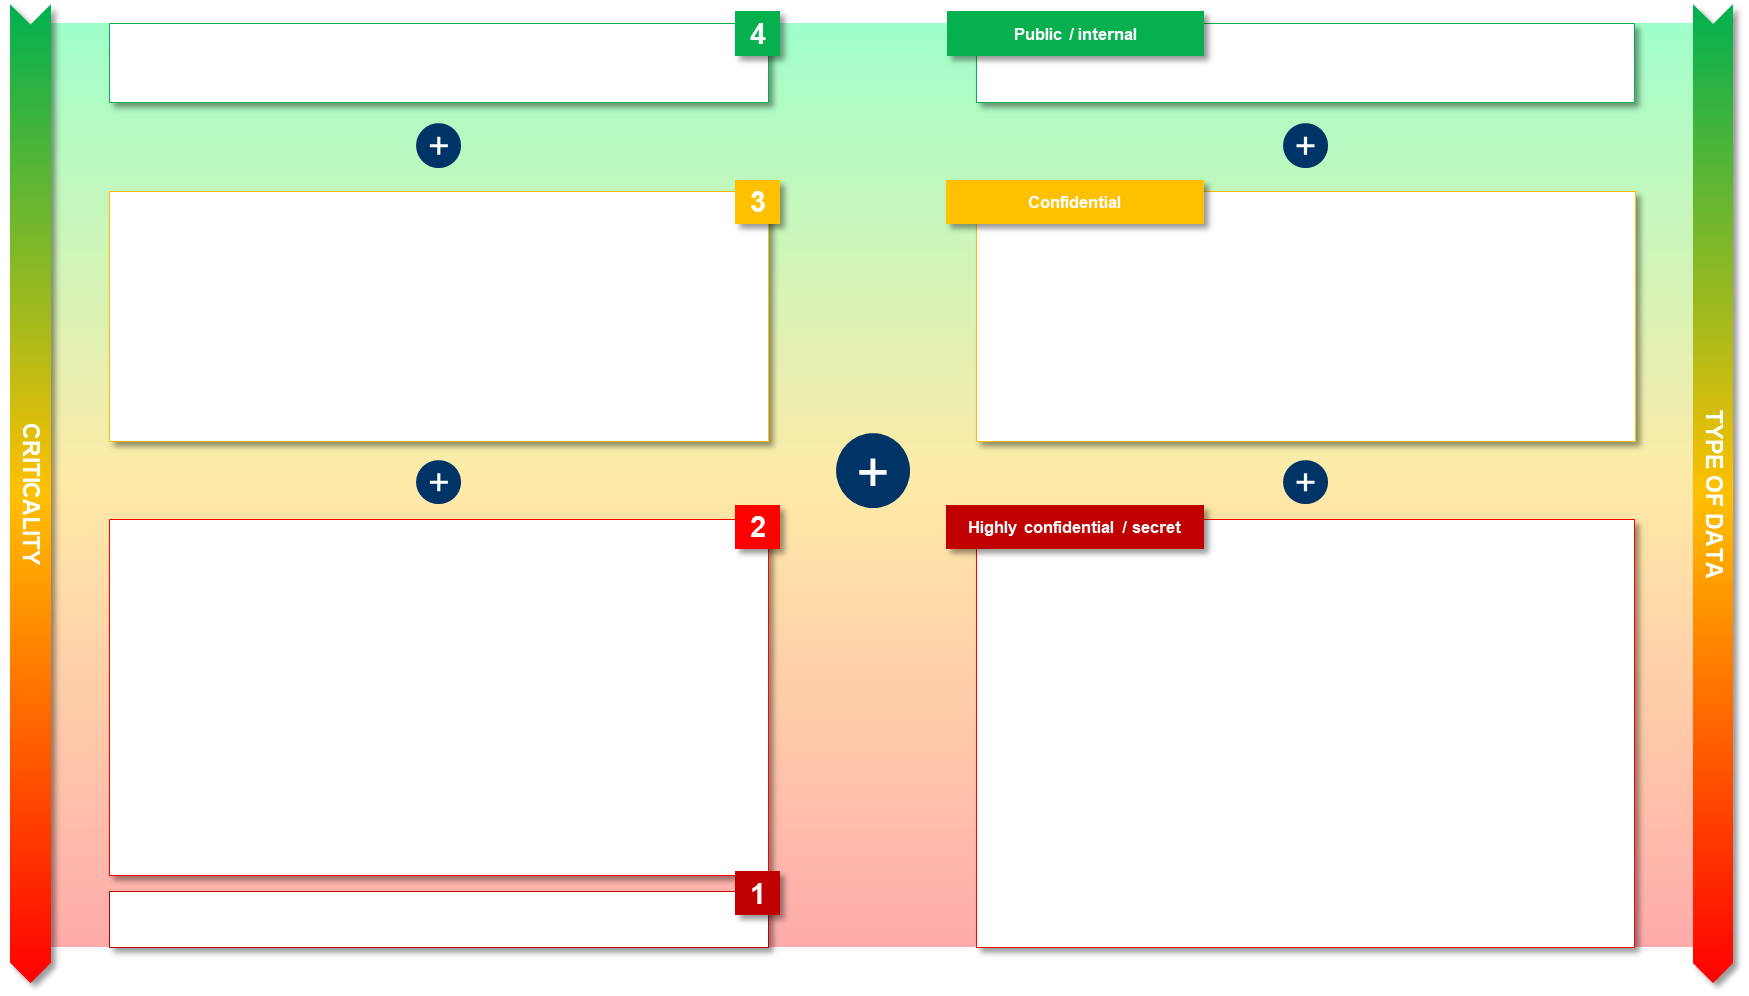 4
Public / internal
+
+
3
Confidential
CRITICALITY
TYPE OF DATA
+
+
+
2
Highly confidential / secret
1